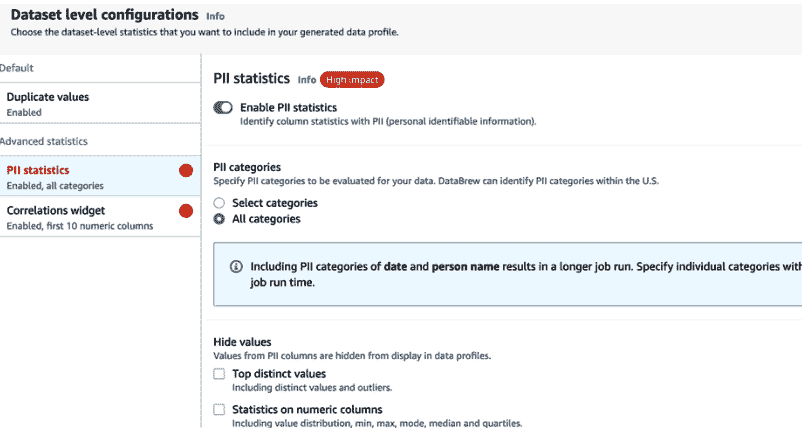 Dataset level configurations Info
Choose the dataset-level statistics that you want to include in your generated data profile.
Default
Duplicate values
Enabled
Advanced statistics
PII statistics
Enabled, all categories
Correlations widget
Enabled, first 10 numeric columns
PII statistics Info High impact
Enable PII statistics
Identify column statistics with PII (personal identifiable information).
PII categories
Specify PII categories to be evaluated for your data. DataBrew can identify PII categories within the U.S.
Select categories
All categories
Including PII categories of date and person name results in a longer job run. Specify individual categories with
job run time.
Hide values
Values from PII columns are hidden from display in data profiles.
Top distinct values
Including distinct values and outliers.
Statistics on numeric columns
Including value distribution, min, max, mode, median and quartiles.